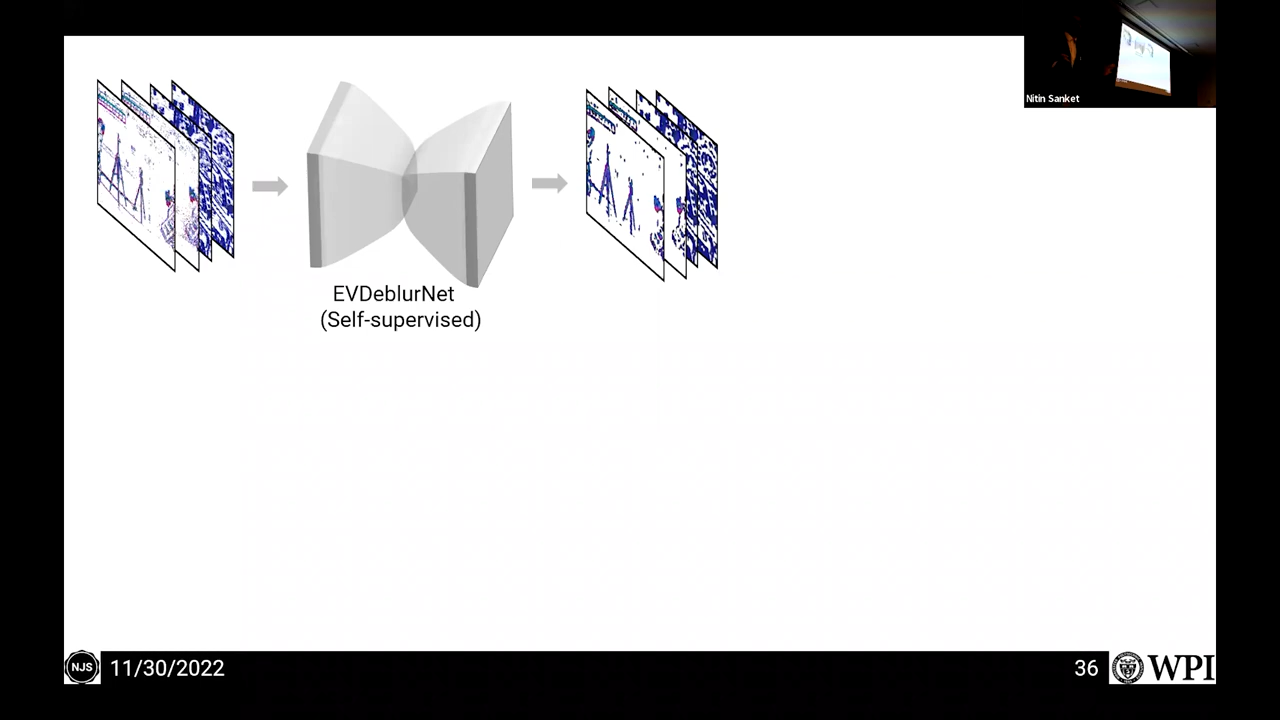 Nitin Sanket
EVDeblurNet
(Self-supervised)
NJS
11/30/2022
36
WPI